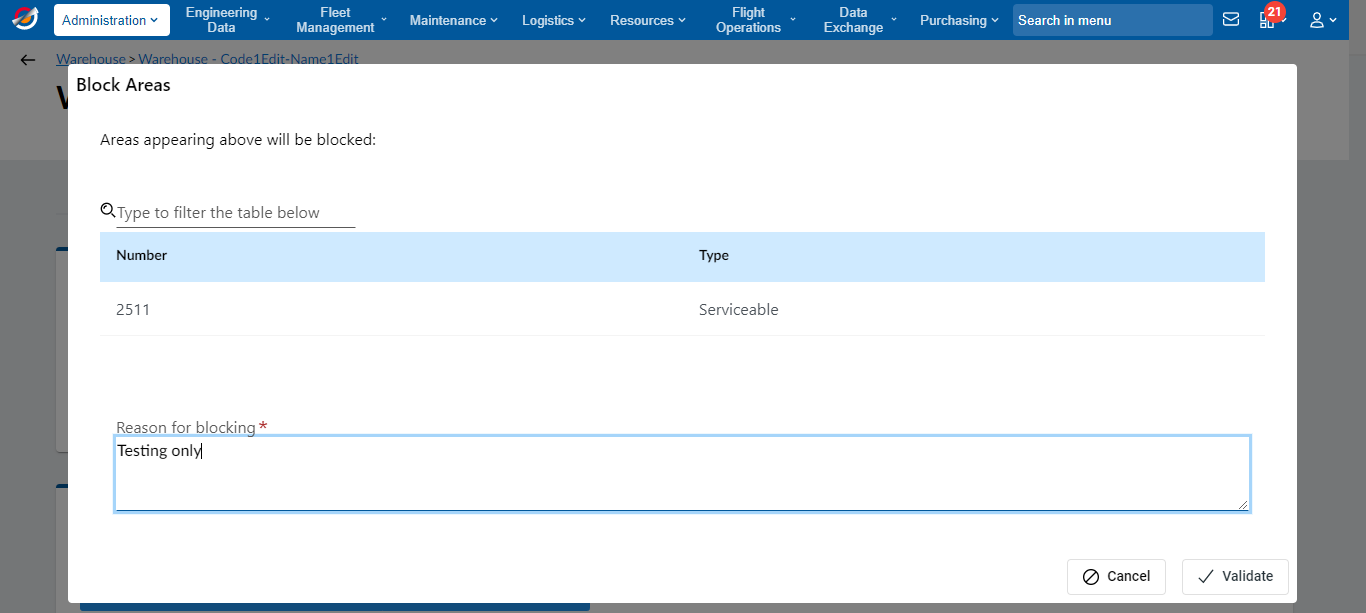 Administration
Engineering
Data
Fleet
Management
Maintenance
Logistics
Resources
Flight
Operations
Data
Exchange
Purchasing
Search in menu
21
Warehouse > Warehouse - Code1Edit-Name1Edit
Block Areas
Areas appearing above will be blocked:
Type to filter the table below
Number Type
2511 Serviceable
Reason for blocking *
Testing only
Cancel Validate